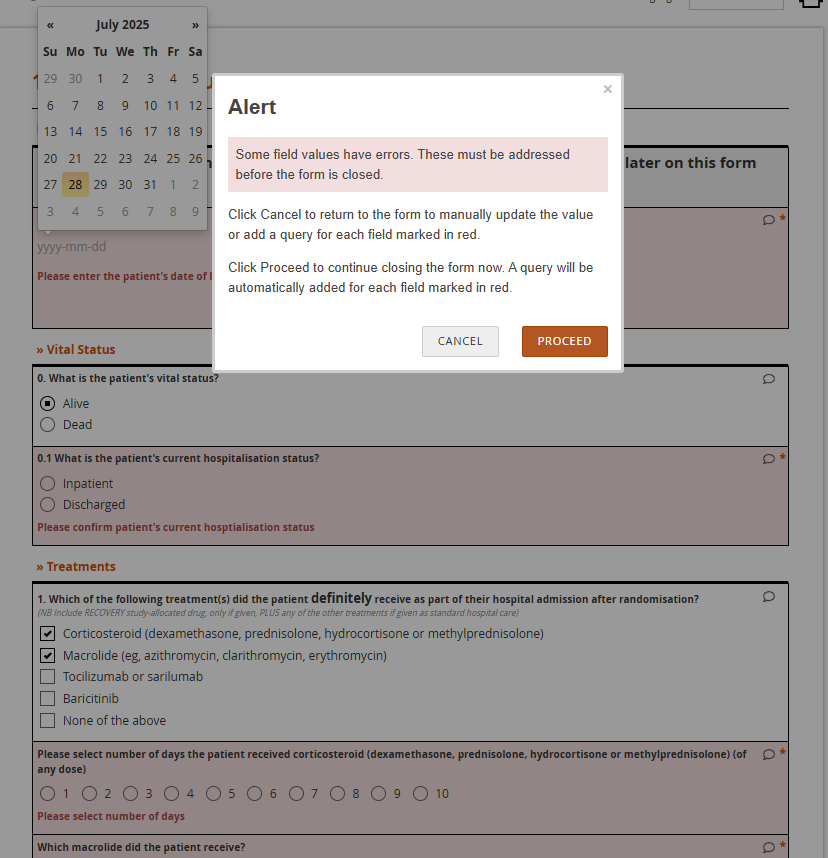 « July 2025 »
Su Mo Tu We Th Fr Sa
29 30 1 2 3 4 5
6 7 8 9 10 11 12
13 14 15 16 17 18 19
20 21 22 23 24 25 26
27 28 29 30 31 1 2
3 4 5 6 7 8 9
×
Alert
Some field values have errors. These must be addressed
before the form is closed.
Click Cancel to return to the form to manually update the value
or add a query for each field marked in red.
Click Proceed to continue closing the form now. A query will be
automatically added for each field marked in red.
CANCEL PROCEED
later on this form
*
yyyy-mm-dd
Please enter the patient's date of
» Vital Status
0. What is the patient's vital status?
Alive
Dead
0.1 What is the patient's current hospitalisation status? *
Inpatient
Discharged
Please confirm patient's current hosptialisation status
» Treatments
1. Which of the following treatment(s) did the patient definitely receive as part of their hospital admission after randomisation?
(NB Include RECOVERY study-allocated drug, only if given, PLUS any of the other treatments if given as standard hospital care)
Corticosteroid (dexamethasone, prednisolone, hydrocortisone or methylprednisolone)
Macrolide (eg, azithromycin, clarithromycin, erythromycin)
Tocilizumab or sarilumab
Baricitinib
None of the above
Please select number of days the patient received corticosteroid (dexamethasone, prednisolone, hydrocortisone or methylprednisolone) (of *
any dose)
1 2 3 4 5 6 7 8 9 10
Please select number of days
Which macrolide did the patient receive? *